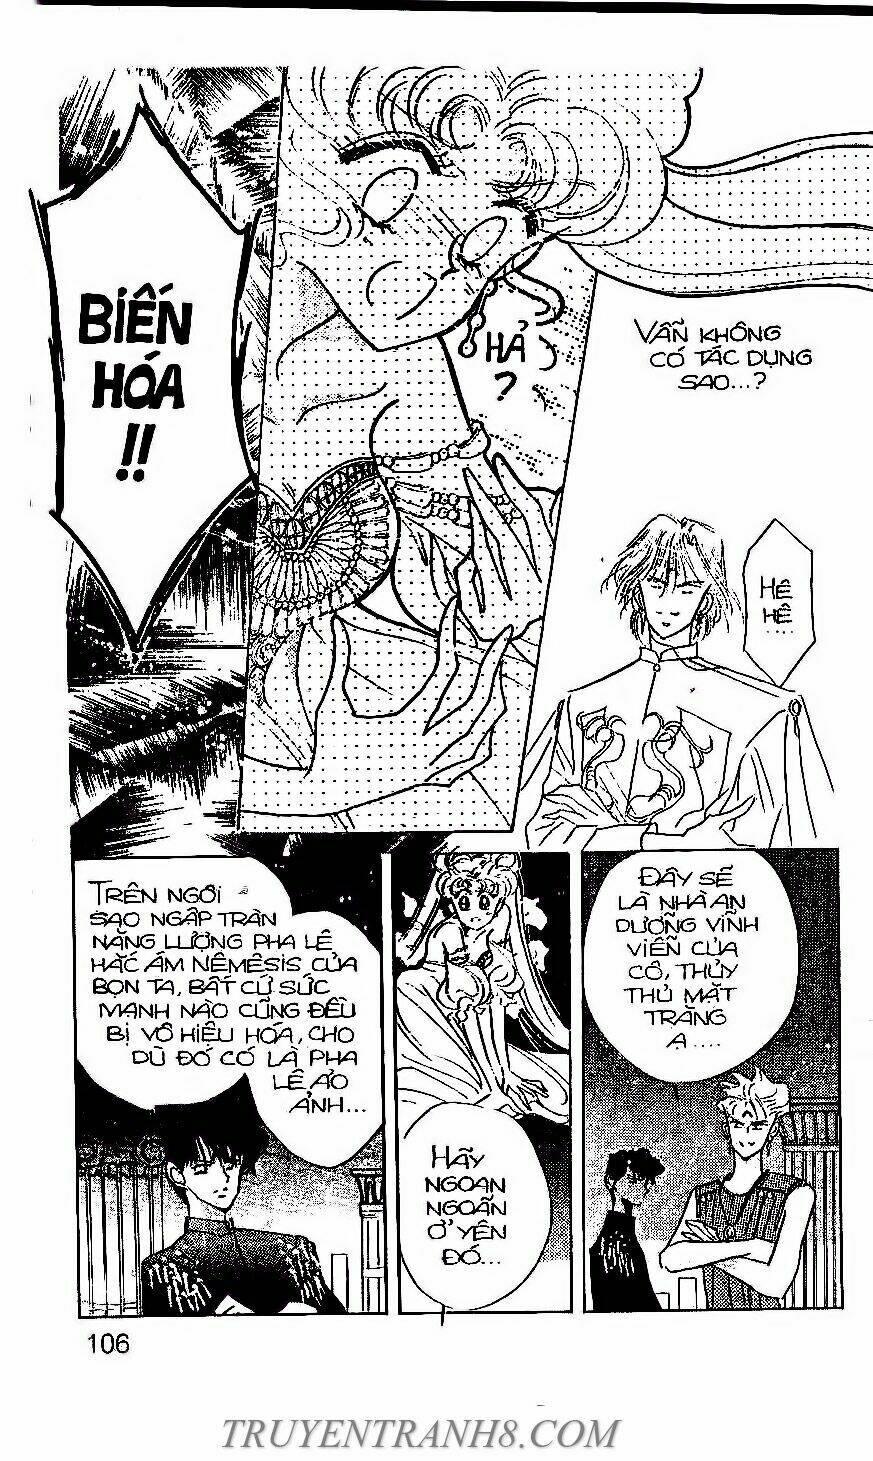 BIẾN
HÓA
!!
HẢ
?
VẪN KHÔNG
CÓ TÁC DỤNG
SAO...?
HÊ
HÊ
....
TRÊN NGÔI
SAO NGẬP TRÀN
NĂNG LƯỢNG PHA LÊ
HẮC ÁM NÊMÊSIS CỦA
BỌN TA, BẤT CỨ SỨC
MẠNH NÀO CŨNG ĐỀU
BỊ VÔ HIỆU HÓA, CHO
DÙ ĐÓ CÓ LÀ PHA
LÊ ẢO
ẢNH...
HÃY
NGOAN
NGOÃN
Ở YÊN
ĐÓ...
ĐÂY SẼ
LÀ NHÀ AN
DƯỠNG VĨNH
VIỄN CỦA
CÔ, THỦY
THỦ MẶT
TRĂNG
Ạ....
106
TRUYENTRANH8.COM